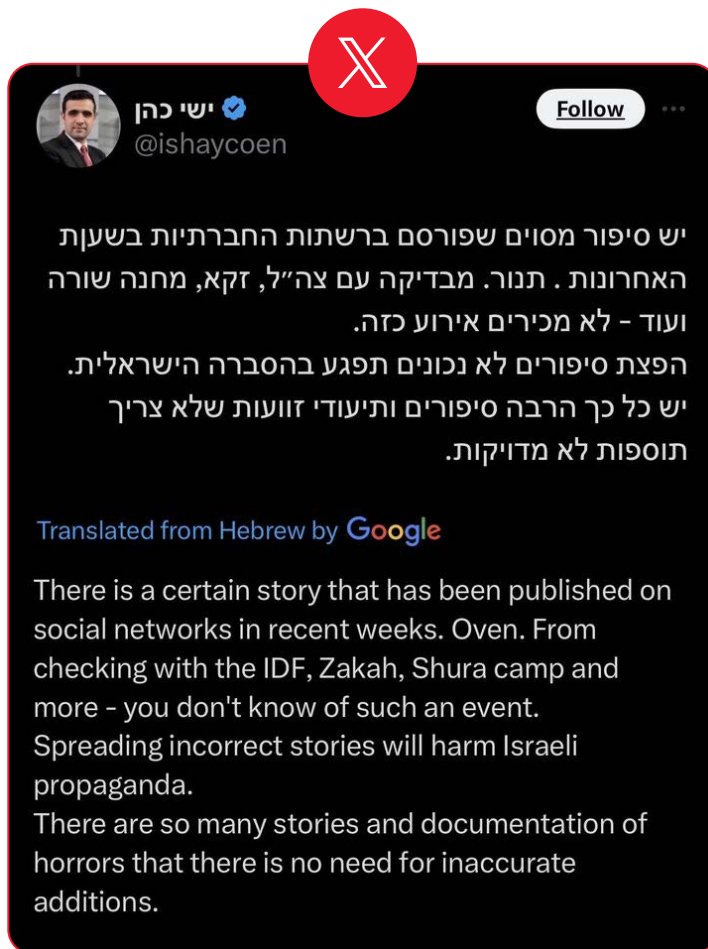 ישי כהן
@ishaycoen
Follow
יש סיפור מסוים שפורסם ברשתות החברתיות בשעןת
האחרונות . תנור. מבדיקה עם צה״ל, זקא, מחנה שורה
ועוד - לא מכירים אירוע כזה.
הפצת סיפורים לא נכונים תפגע בהסברה הישראלית.
יש כל כך הרבה סיפורים ותיעודי זוועות שלא צריך
תוספות לא מדויקות.
Translated from Hebrew by Google
There is a certain story that has been published on
social networks in recent weeks. Oven. From
checking with the IDF, Zakah, Shura camp and
more - you don't know of such an event.
Spreading incorrect stories will harm Israeli
propaganda.
There are so many stories and documentation of
horrors that there is no need for inaccurate
additions.